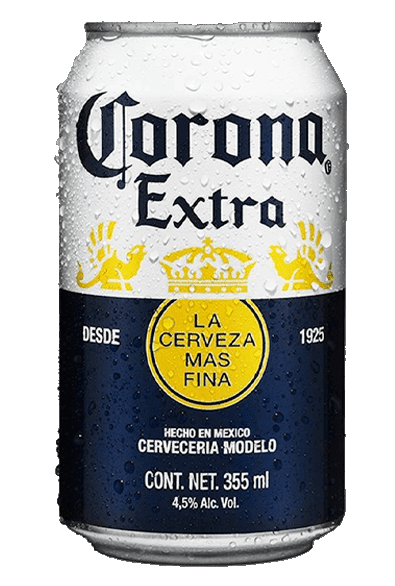 Corona
Extra
DESDE
1925
LA
CERVEZA
MAS
FINA
HECHO EN MEXICO
CERVECERIA MODELO
CONT. NET. 355 ml
4,5% Alc. Vol.